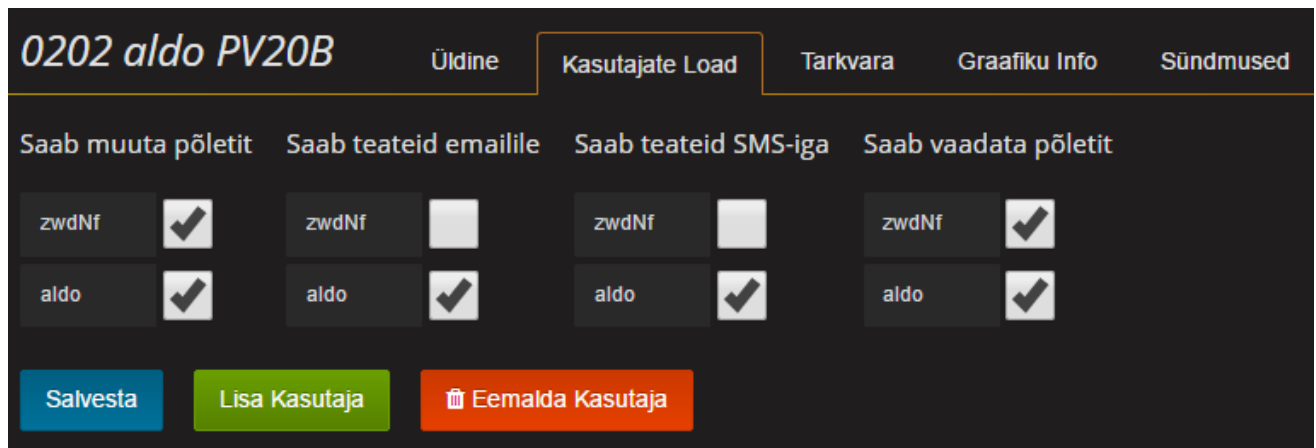 0202 aldo PV20B Üldine Kasutajate Load Tarkvara Graafiku Info Sündmused
Saab muuta põletit Saab teateid emailile Saab teateid SMS-iga Saab vaadata põletit
zwdNf zwdNf zwdNf zwdNf
aldo aldo aldo aldo
Salvesta Lisa Kasutaja Eemalda Kasutaja